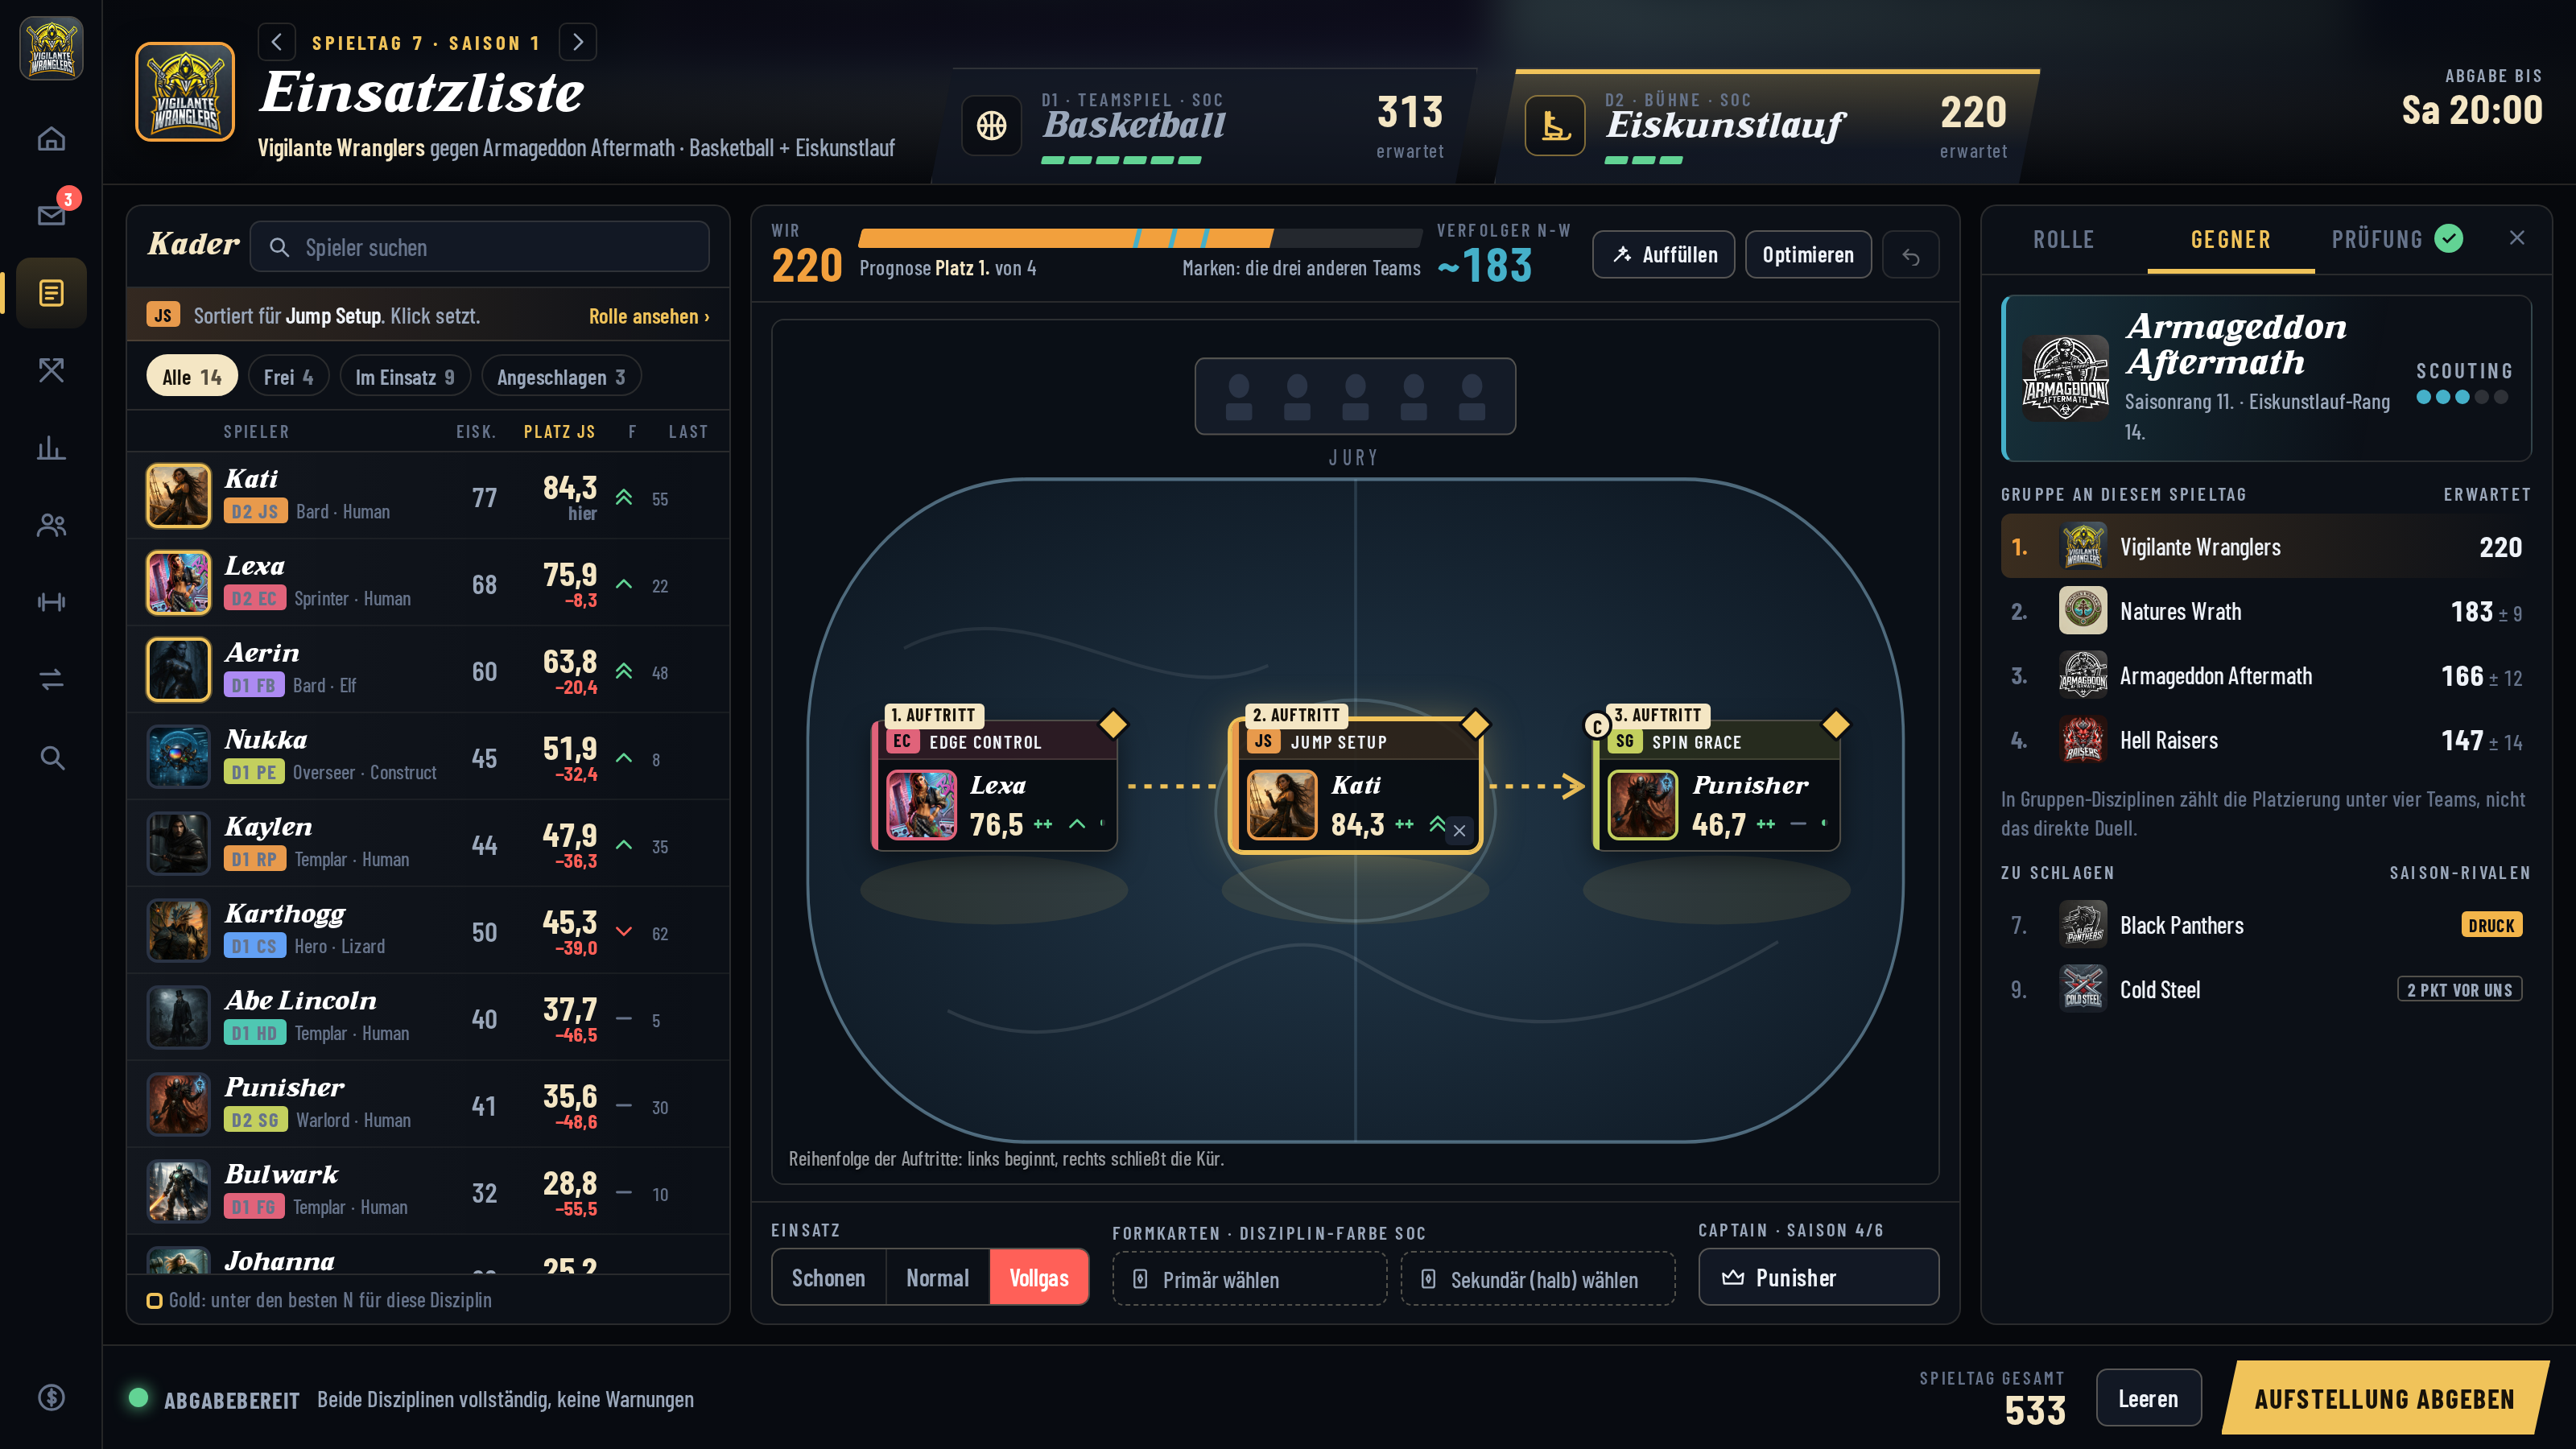 3
SPIELTAG 7 · SAISON 1
Einsatzliste
Vigilante Wranglers gegen Armageddon Aftermath · Basketball + Eiskunstlauf
D1 · TEAMSPIEL · SOC
Basketball
313
erwartet
D2 · BÜHNE · SOC
Eiskunstlauf
220
erwartet
ABGABE BIS
Sa 20:00
Kader
Spieler suchen
JS Sortiert für Jump Setup. Klick setzt. Rolle ansehen ›
Alle 14 Frei 4 Im Einsatz 9 Angeschlagen 3
SPIELER EISK. PLATZ JS F LAST
Kati
D2 JS Bard · Human
77 84,3 hier 55
Lexa
D2 EC Sprinter · Human
68 75,9 −8,3 22
Aerin
D1 FB Bard · Elf
60 63,8 −20,4 48
Nukka
D1 PE Overseer · Construct
45 51,9 −32,4 8
Kaylen
D1 RP Templar · Human
44 47,9 −36,3 35
Karthogg
D1 CS Hero · Lizard
50 45,3 −39,0 62
Abe Lincoln
D1 HD Templar · Human
40 37,7 −46,5 5
Punisher
D2 SG Warlord · Human
41 35,6 −48,6 30
Bulwark
D1 FG Templar · Human
32 28,8 −55,5 10
Johanna
25,2
Gold: unter den besten N für diese Disziplin
WIR
220
Prognose Platz 1. von 4
Marken: die drei anderen Teams
VERFOLGER N-W
~183
Auffüllen
Optimieren
JURY
1. AUFTRITT
EC EDGE CONTROL
Lexa
76,5 ++
2. AUFTRITT
JS JUMP SETUP
Kati
84,3 ++
C
3. AUFTRITT
SG SPIN GRACE
Punisher
46,7 ++
Reihenfolge der Auftritte: links beginnt, rechts schließt die Kür.
EINSATZ
Schonen Normal Vollgas
FORMKARTEN · DISZIPLIN-FARBE SOC
Primär wählen
Sekundär (halb) wählen
CAPTAIN · SAISON 4/6
Punisher
ROLLE GEGNER PRÜFUNG
Armageddon
Aftermath
Saisonrang 11. · Eiskunstlauf-Rang
14.
SCOUTING
GRUPPE AN DIESEM SPIELTAG ERWARTET
1. Vigilante Wranglers 220
2. Natures Wrath 183 ± 9
3. Armageddon Aftermath 166 ± 12
4. Hell Raisers 147 ± 14
In Gruppen-Disziplinen zählt die Platzierung unter vier Teams, nicht
das direkte Duell.
ZU SCHLAGEN SAISON-RIVALEN
7. Black Panthers DRUCK
9. Cold Steel 2 PKT VOR UNS
ABGABEBEREIT Beide Disziplinen vollständig, keine Warnungen
SPIELTAG GESAMT
533
Leeren
AUFSTELLUNG ABGEBEN